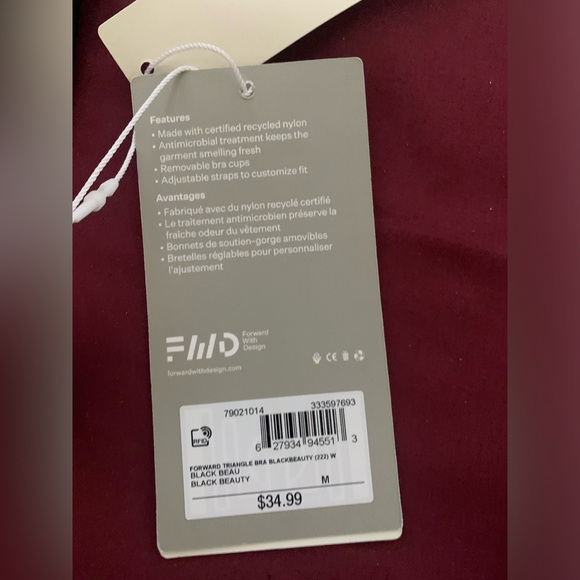 Features
• Made with certified recycled nylon
• Antimicrobial treatment keeps the
garment smelling fresh
• Removable bra cups
• Adjustable straps to customize fit
Avantages
• Fabriqué avec du nylon recyclé certifié
• Le traitement antimicrobien préserve la
fraîche odeur du vêtement
• Bonnets de soutien-gorge amovibles
• Bretelles réglables pour personnaliser
l'ajustement
FWD Forward
With
Design
forwardwithdesign.com
CE
79021014 333597693
RFID
6 27934 94551 3
FORWARD TRIANGLE BRA BLACKBEAUTY (222) W
BLACK BEAU
BLACK BEAUTY M
$34.99